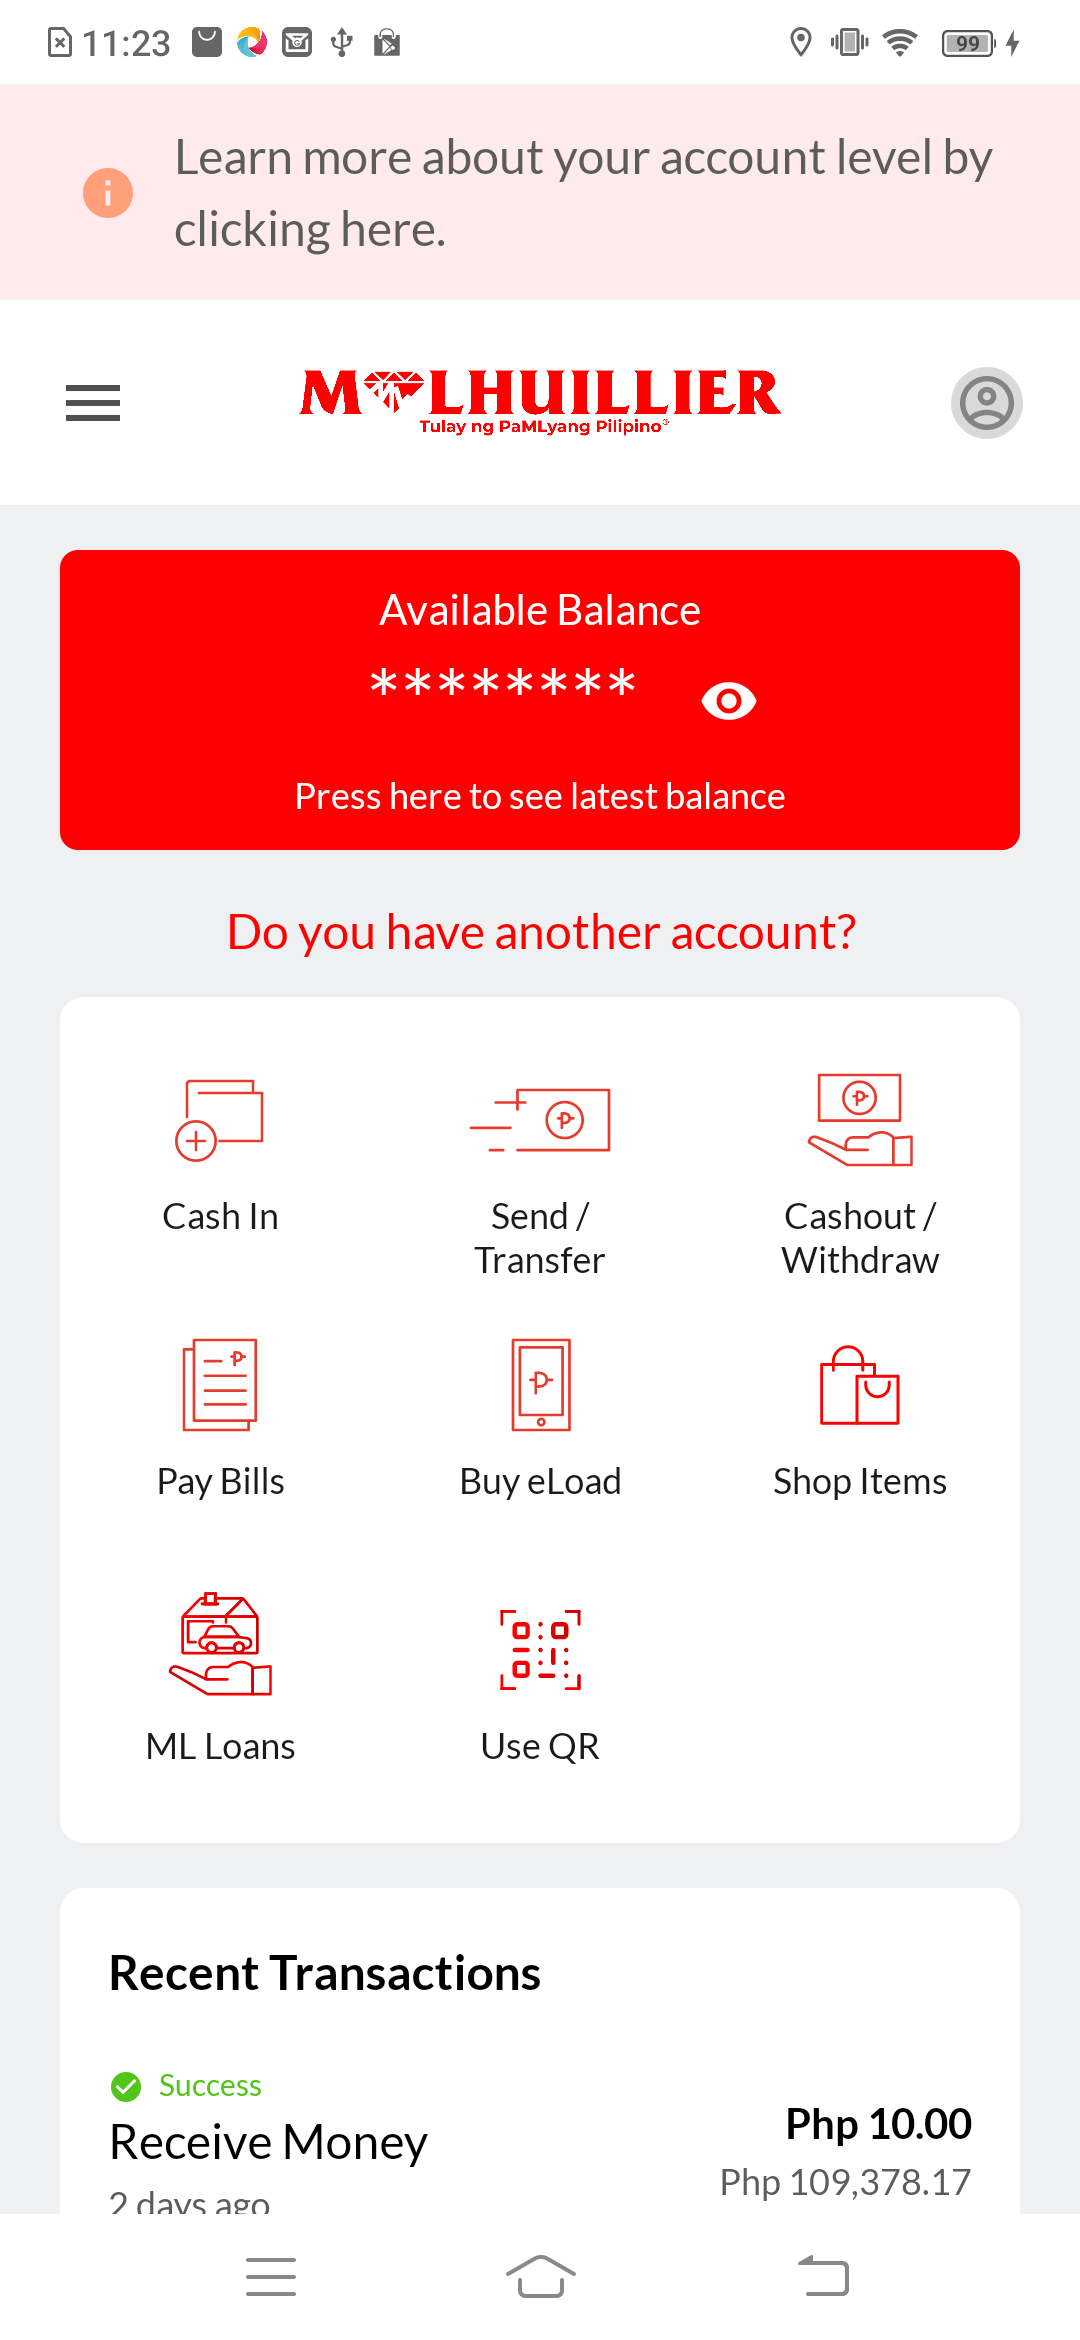 11:23
99
Learn more about your account level by
clicking here.
M LHUILLIER
Tulay ng PaMLyang Pilipino®
Available Balance
********
Press here to see latest balance
Do you have another account?
Cash In
Send /
Transfer
Cashout /
Withdraw
Pay Bills
Buy eLoad
Shop Items
ML Loans
Use QR
Recent Transactions
Success
Receive Money
Php 10.00
Php 109,378.17
2 days ago